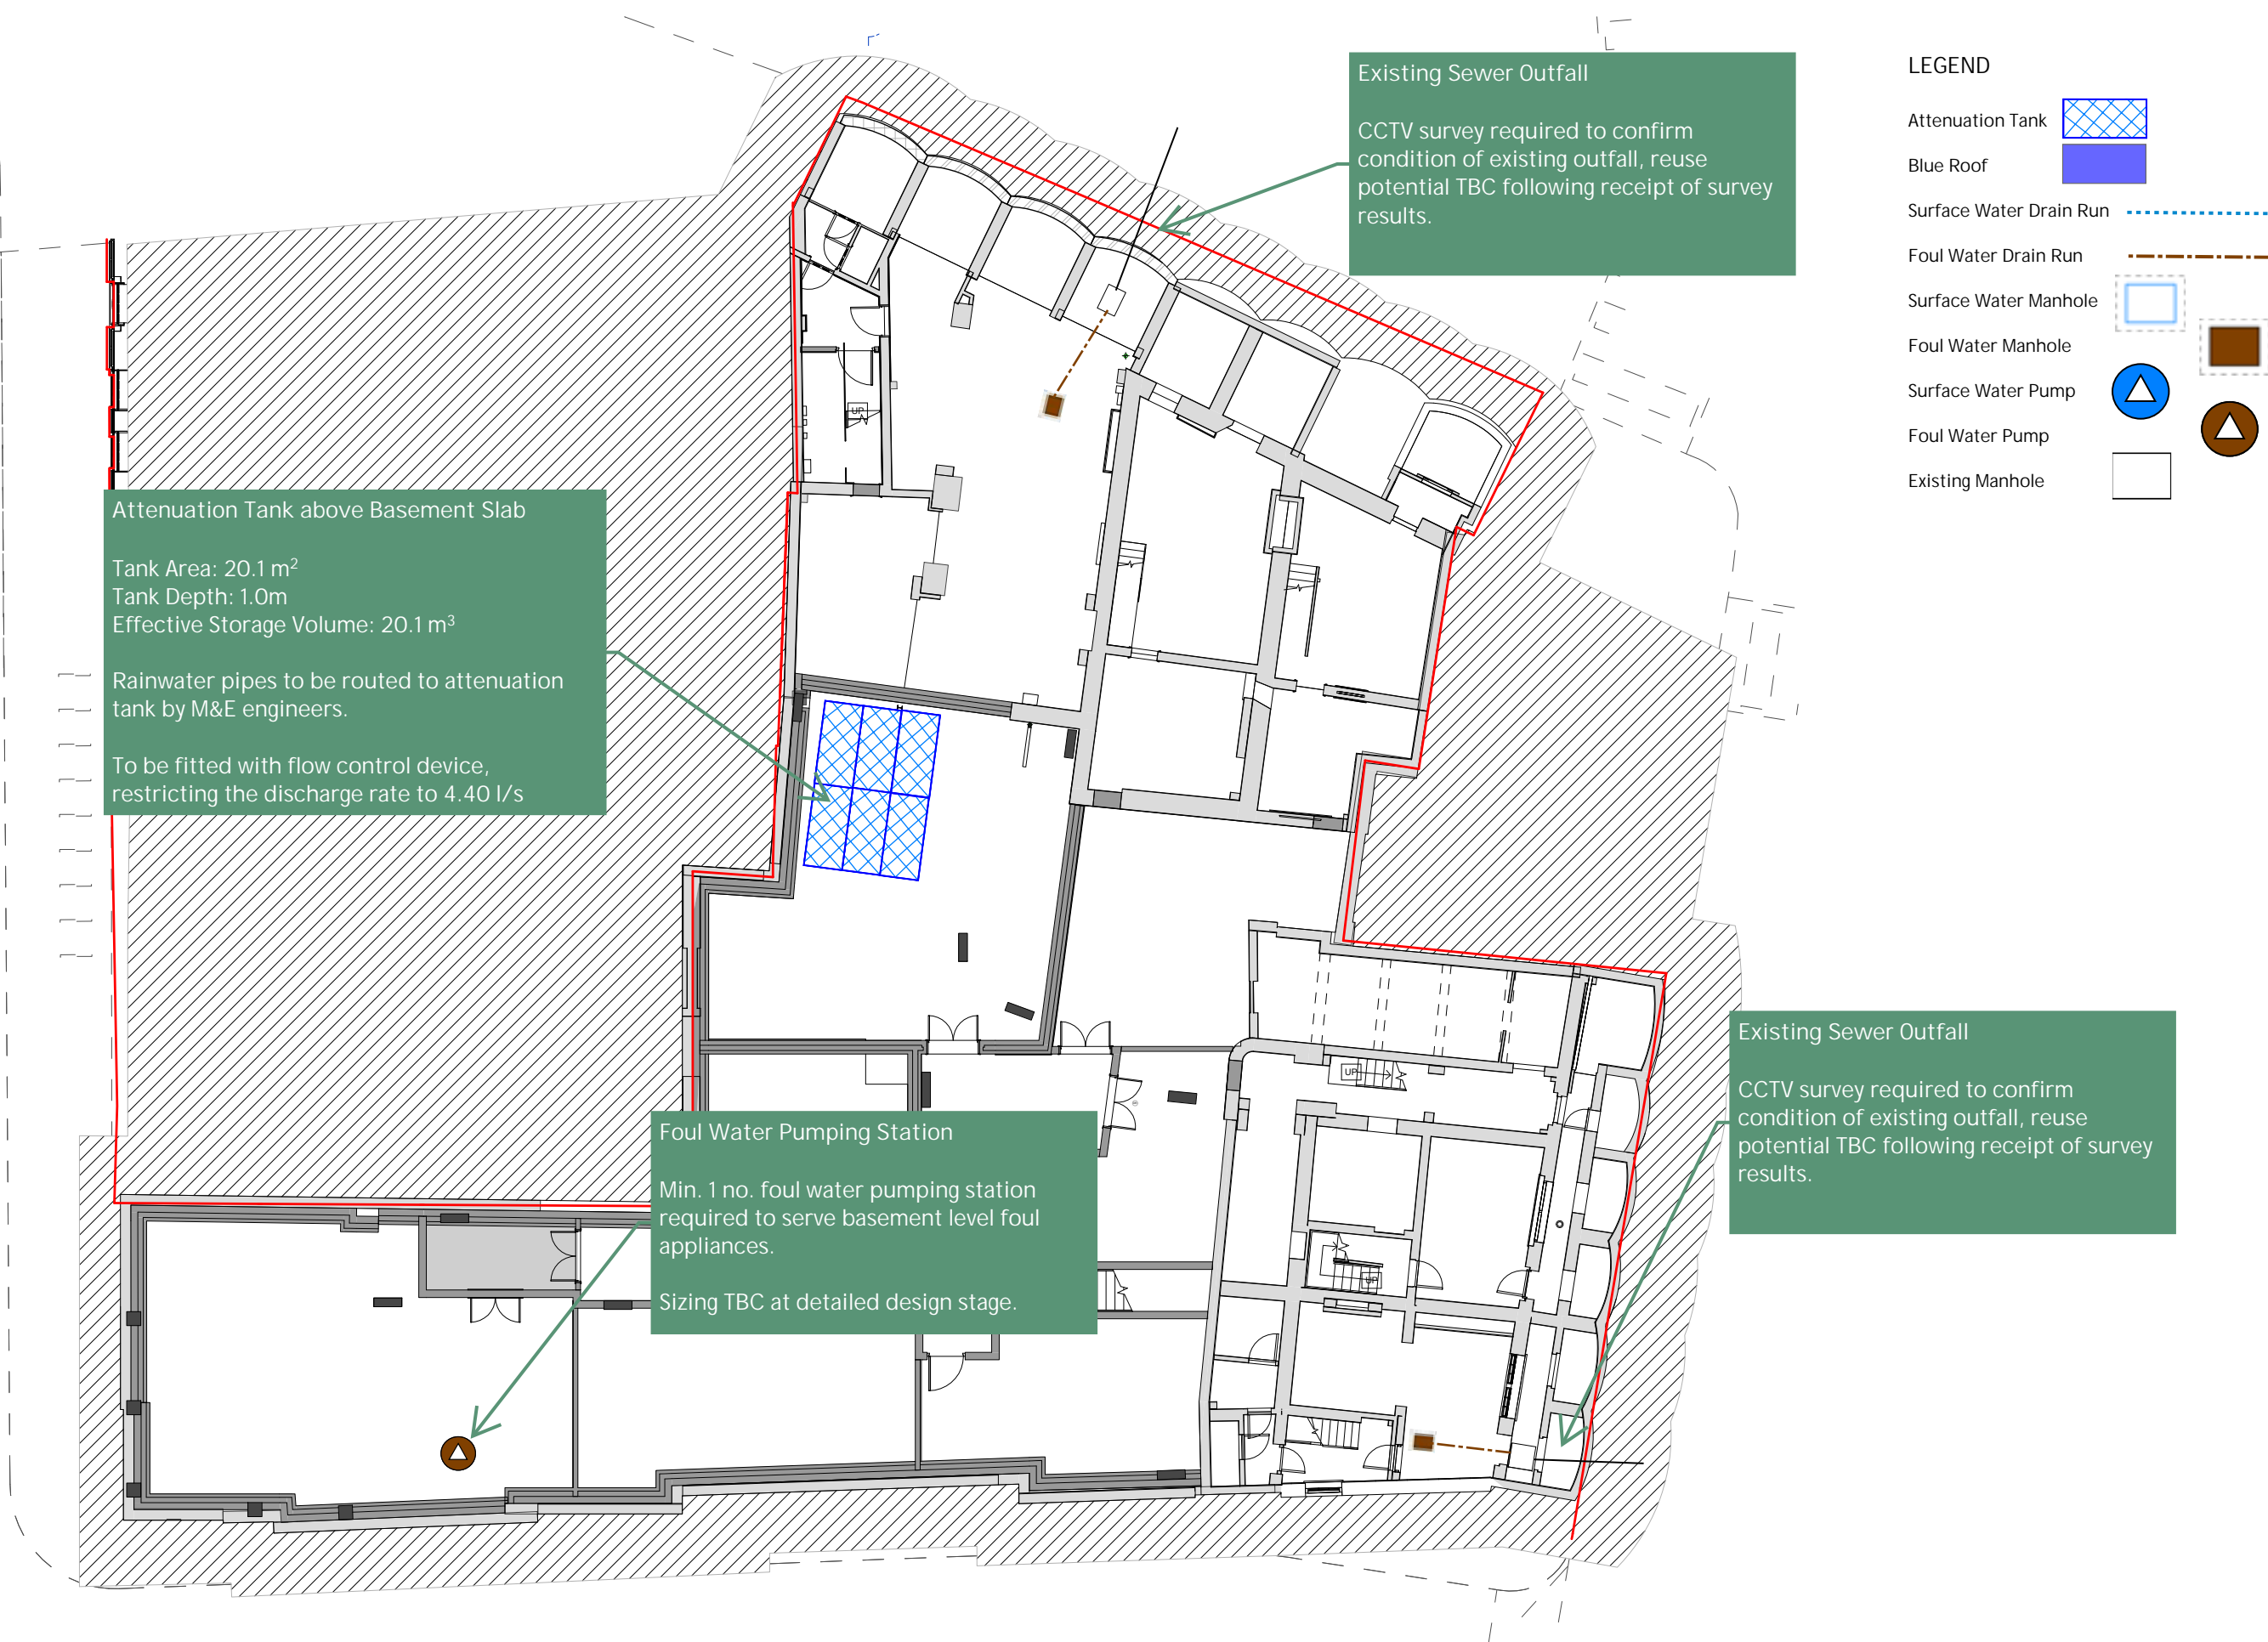 Existing Sewer Outfall
CCTV survey required to confirm
condition of existing outfall, reuse
potential TBC following receipt of survey
results.
LEGEND
Attenuation Tank
Blue Roof
Surface Water Drain Run
Foul Water Drain Run
Surface Water Manhole
Foul Water Manhole
Surface Water Pump
Foul Water Pump
Existing Manhole
UP
Attenuation Tank above Basement Slab
Tank Area: 20.1 m²
Tank Depth: 1.0m
Effective Storage Volume: 20.1 m³
Rainwater pipes to be routed to attenuation
tank by M&E engineers.
To be fitted with flow control device,
restricting the discharge rate to 4.40 l/s
Existing Sewer Outfall
CCTV survey required to confirm
condition of existing outfall, reuse
potential TBC following receipt of survey
results.
UP
Foul Water Pumping Station
Min. 1 no. foul water pumping station
required to serve basement level foul
appliances.
Sizing TBC at detailed design stage.
UP